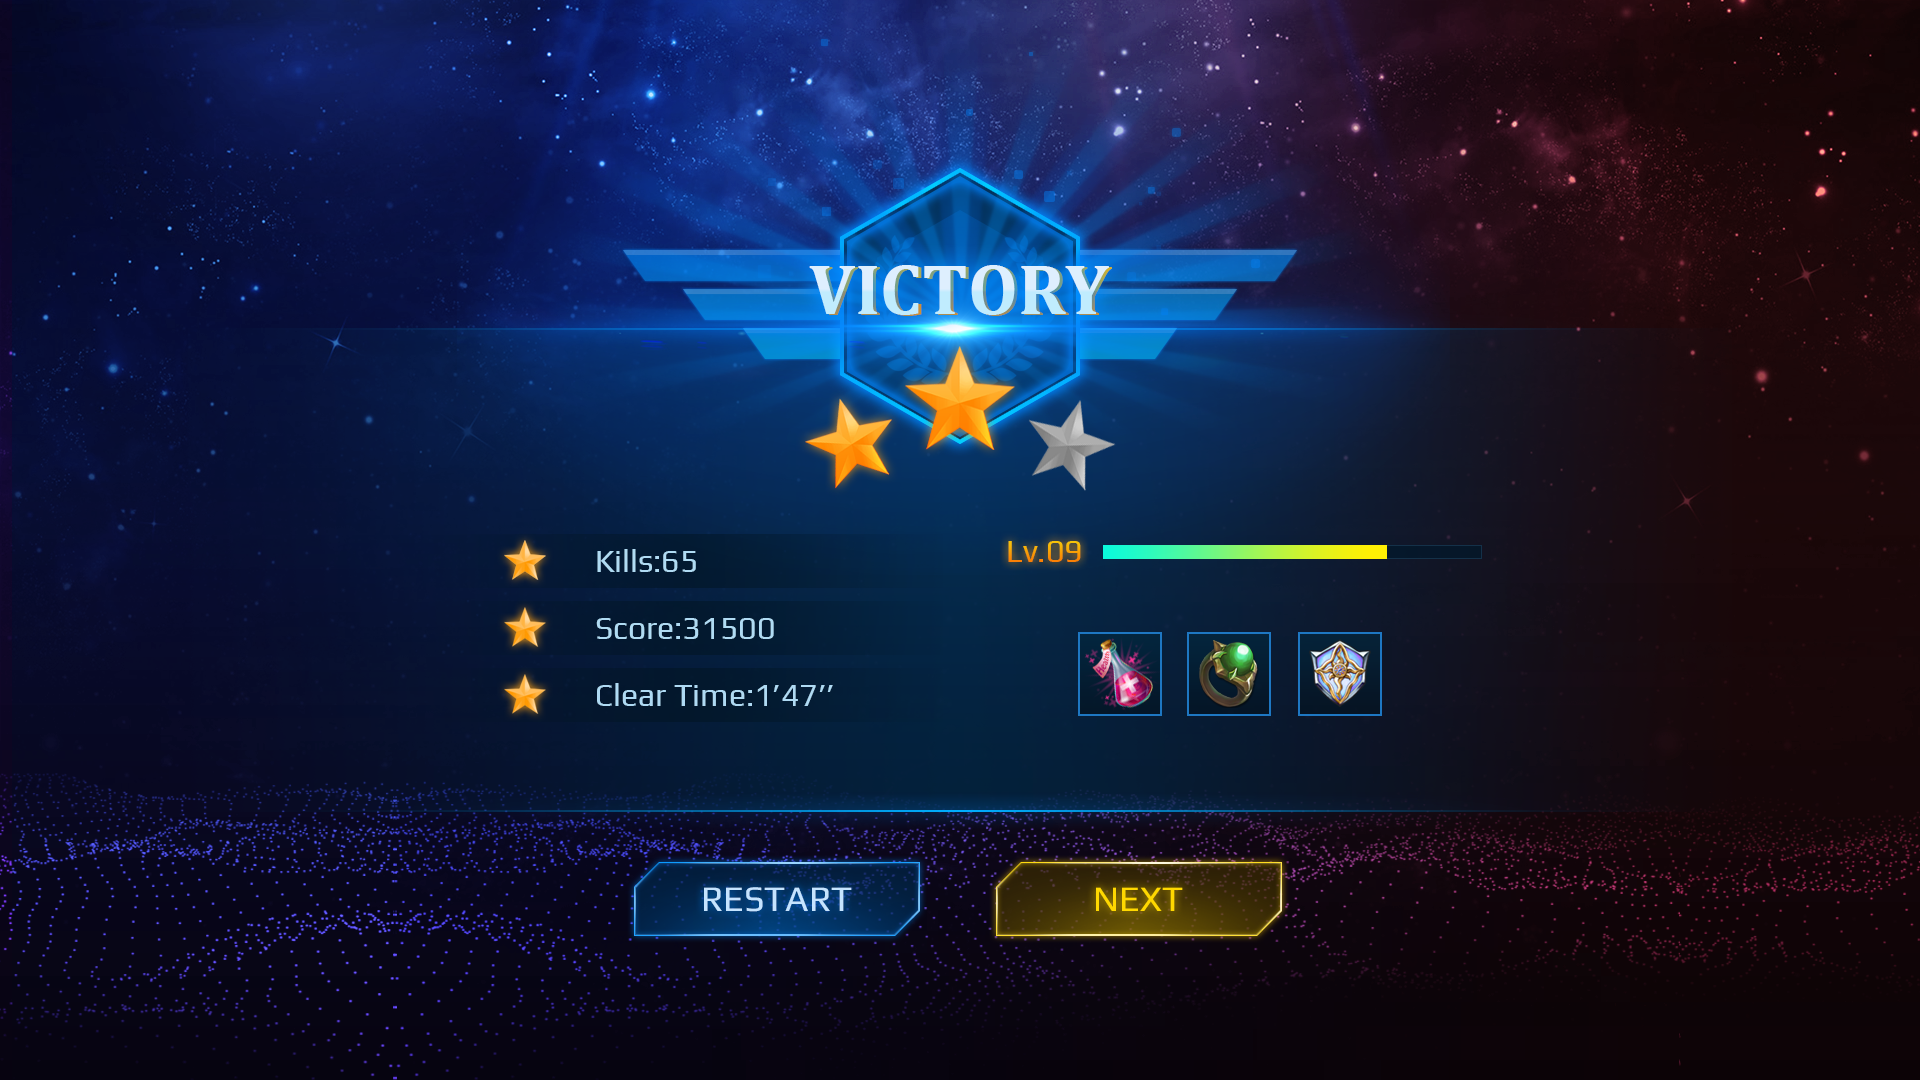 VICTORY
Kills:65
Lv.09
Score:31500
Clear Time:1’47’’
RESTART
NEXT